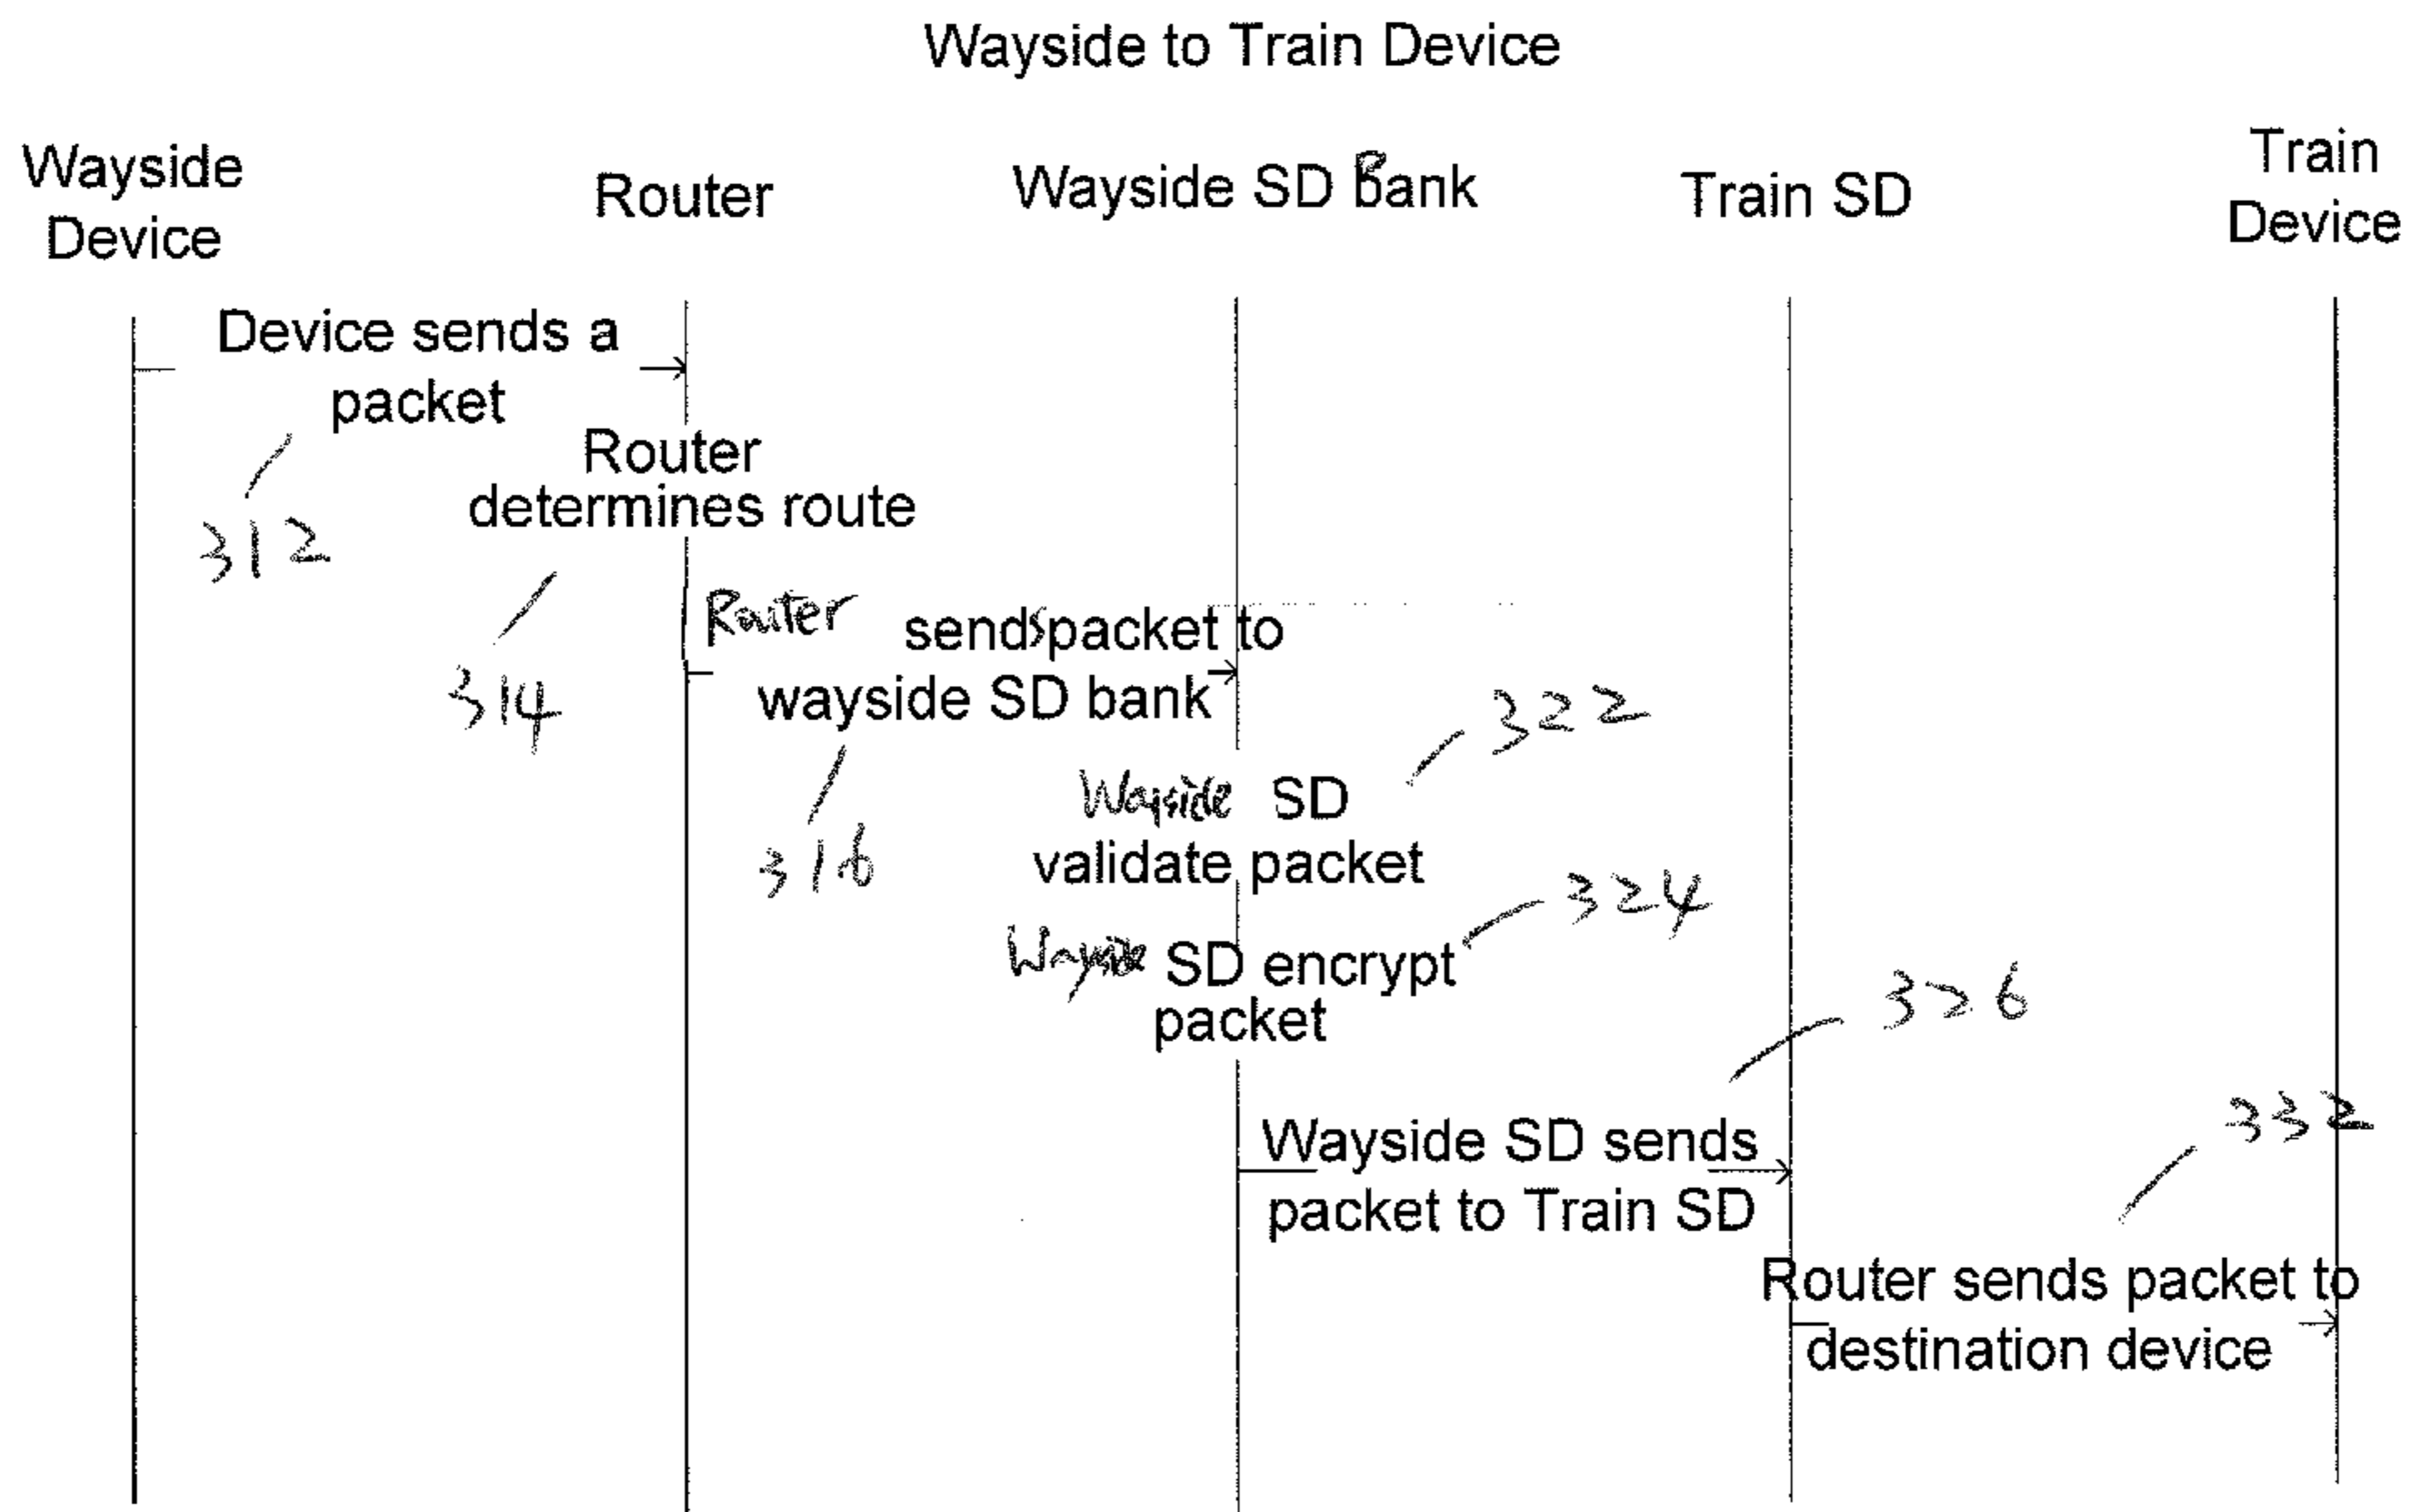 Wayside to Train Device
Wayside
Device
Router
Wayside SD Bank
Train SD
Train
Device
Device sends a
packet
312
Router
determines route
314
Router sends packet to
wayside SD bank
316
322
Wayside SD
validate packet
324
Wayside SD encrypt
packet
326
Wayside SD sends
packet to Train SD
332
Router sends packet to
destination device